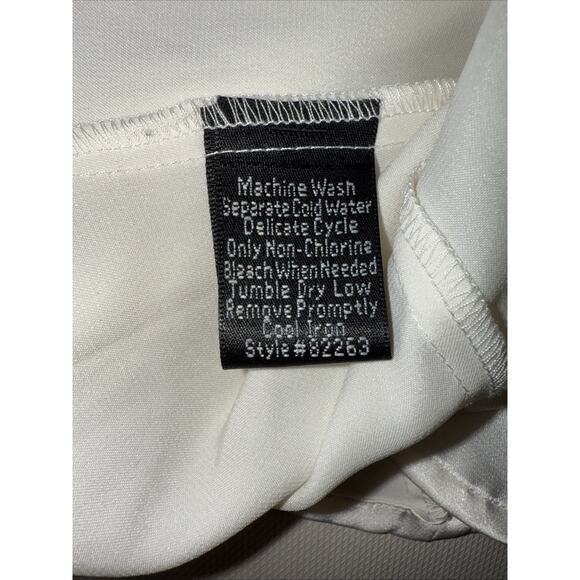 Machine Wash
Separate Cold Water
Delicate Cycle
Only Non-Chlorine
Bleach When Needed
Tumble Dry Low
Remove Promptly
Cool Iron
Style #82263